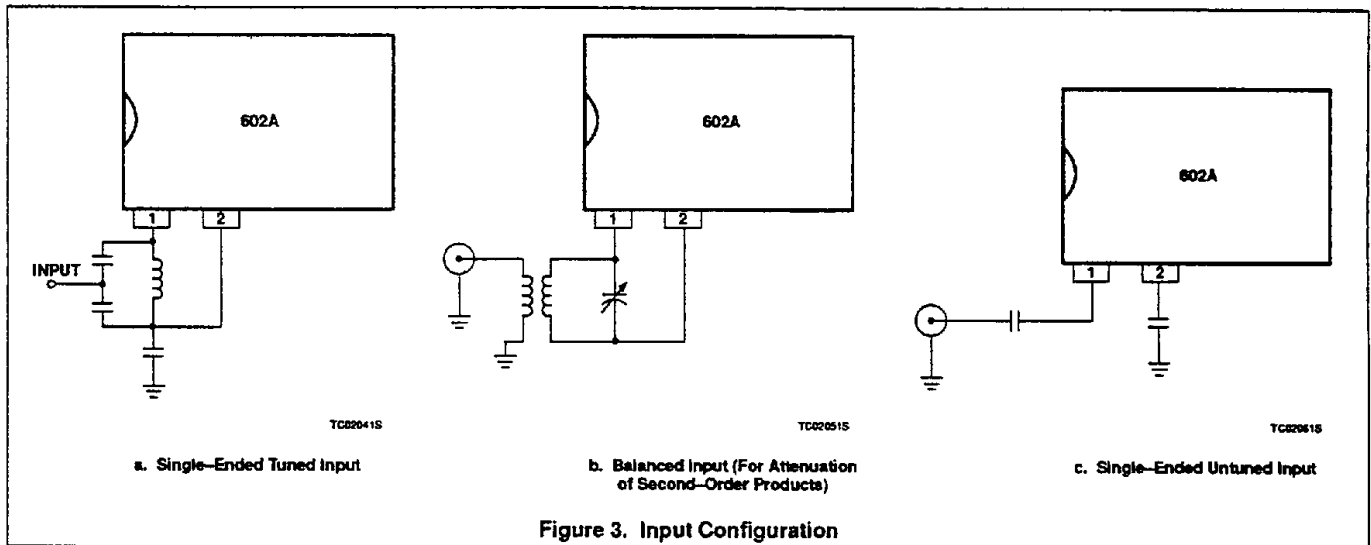 602A
1 2
INPUT
TC02041S
a. Single–Ended Tuned Input
602A
1 2
TC02051S
b. Balanced Input (For Attenuation
of Second–Order Products)
602A
1 2
TC02061S
c. Single–Ended Untuned Input
Figure 3. Input Configuration